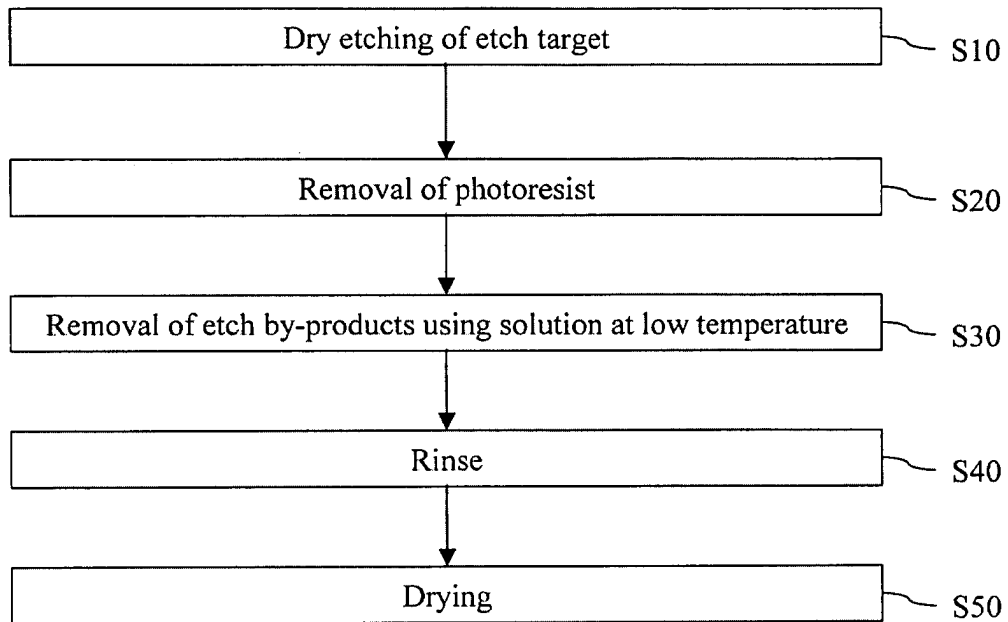 Dry etching of etch target
S10
Removal of photoresist
S20
Removal of etch by-products using solution at low temperature
S30
Rinse
S40
Drying
S50